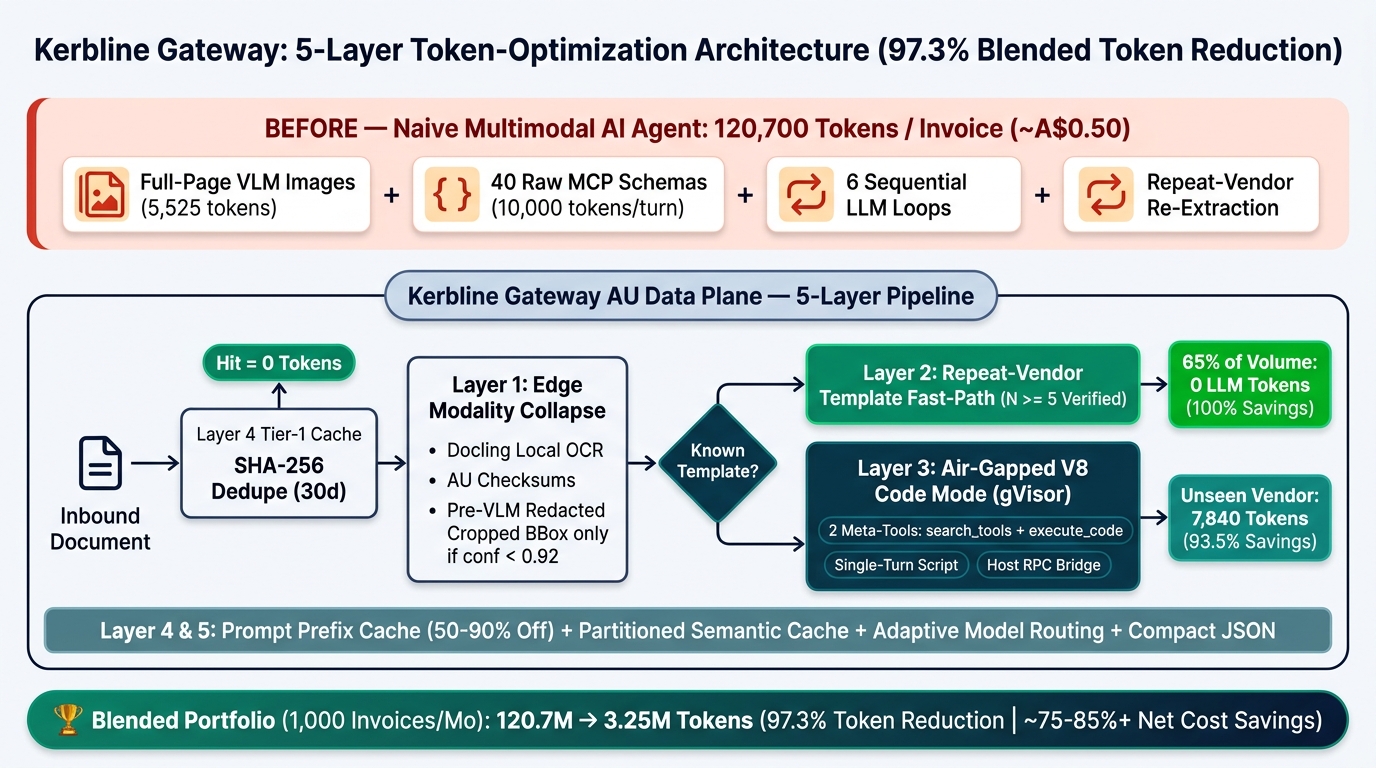 Kerbline Gateway: 5-Layer Token-Optimization Architecture (97.3% Blended Token Reduction)
BEFORE — Naive Multimodal AI Agent: 120,700 Tokens / Invoice (~A$0.50)
Full-Page VLM Images
(5,525 tokens)
+
{ }
40 Raw MCP Schemas
(10,000 tokens/turn)
+
6 Sequential
LLM Loops
+
Repeat-Vendor
Re-Extraction
Kerbline Gateway AU Data Plane — 5-Layer Pipeline
Inbound
Document
Hit = 0 Tokens
Layer 4 Tier-1 Cache
SHA-256
Dedupe (30d)
Layer 1: Edge
Modality Collapse
• Docling Local OCR
• AU Checksums
• Pre-VLM Redacted
Cropped BBox only
if conf < 0.92
Known
Template?
Layer 2: Repeat-Vendor
Template Fast-Path (N >= 5 Verified)
65% of Volume:
0 LLM Tokens
(100% Savings)
Layer 3: Air-Gapped V8
Code Mode (gVisor)
2 Meta-Tools: search_tools + execute_code
Single-Turn Script
Host RPC Bridge
Unseen Vendor:
7,840 Tokens
(93.5% Savings)
Layer 4 & 5: Prompt Prefix Cache (50-90% Off) + Partitioned Semantic Cache + Adaptive Model Routing + Compact JSON
Blended Portfolio (1,000 Invoices/Mo): 120.7M → 3.25M Tokens (97.3% Token Reduction | ~75-85%+ Net Cost Savings)